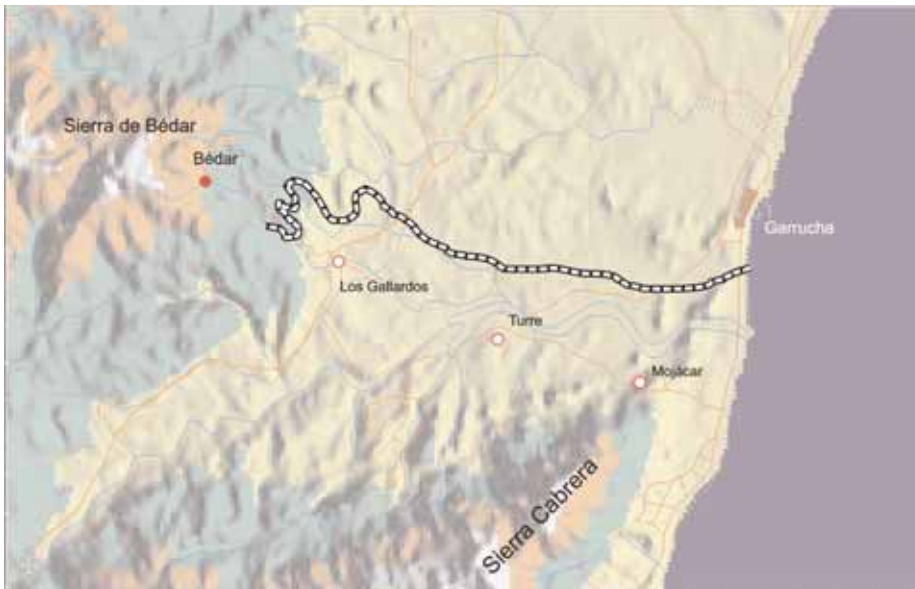 Sierra de Bédar
Bédar
Garrucha
Los Gallardos
Turre
Mojácar
Sierra Cabrera